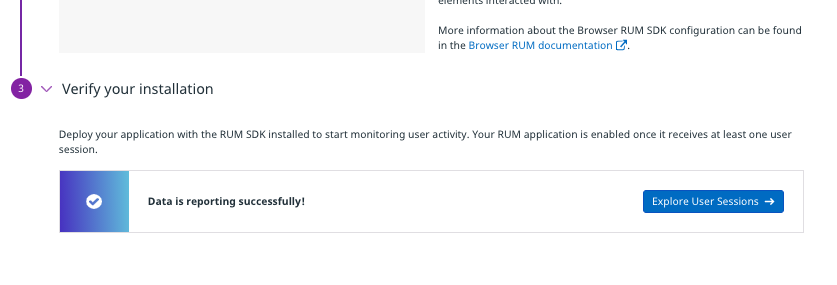 elements interacted with.
More information about the Browser RUM SDK configuration can be found
in the Browser RUM documentation.
3 Verify your installation
Deploy your application with the RUM SDK installed to start monitoring user activity. Your RUM application is enabled once it receives at least one user
session.
Data is reporting successfully!
Explore User Sessions →